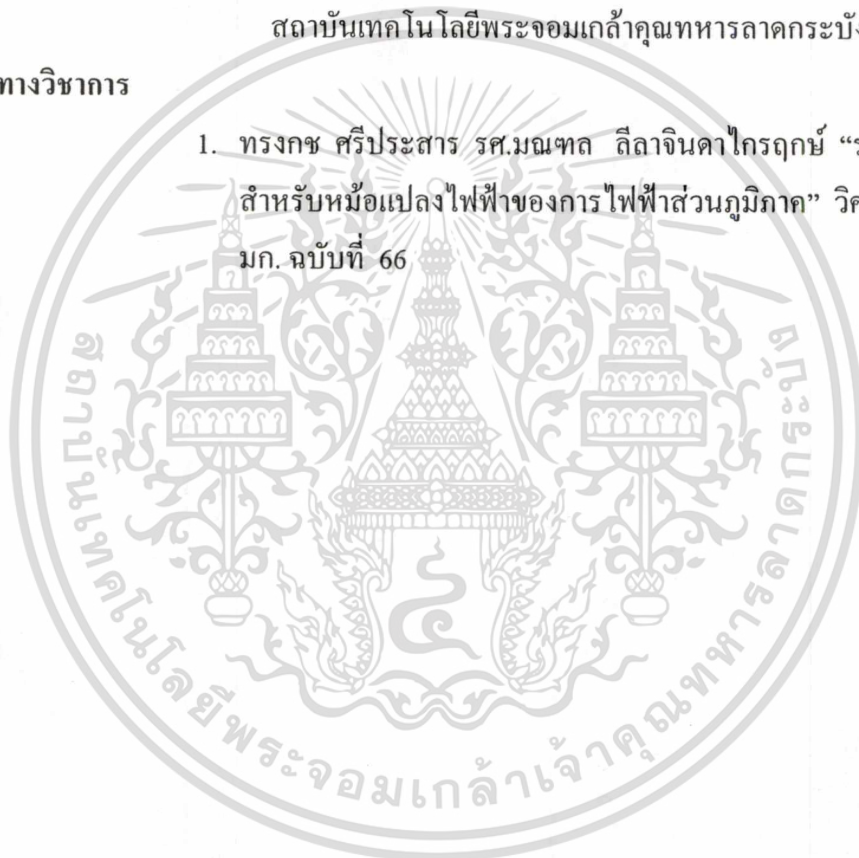 สถาบันเทคโนโลยีพระจอมเกล้าคุณทหารลาดกระบัง
ทางวิชาการ
1. ทรงกช ศรีประสาร รศ.มณฑล ลีลาจินดาไกรฤกษ์ “ร
สำหรับหม้อแปลงไฟฟ้าของการไฟฟ้าส่วนภูมิภาค” วิศ
มก. ฉบับที่ 66
สถาบันเทคโนโลยีพระจอมเกล้าเจ้าคุณทหารลาดกระบัง